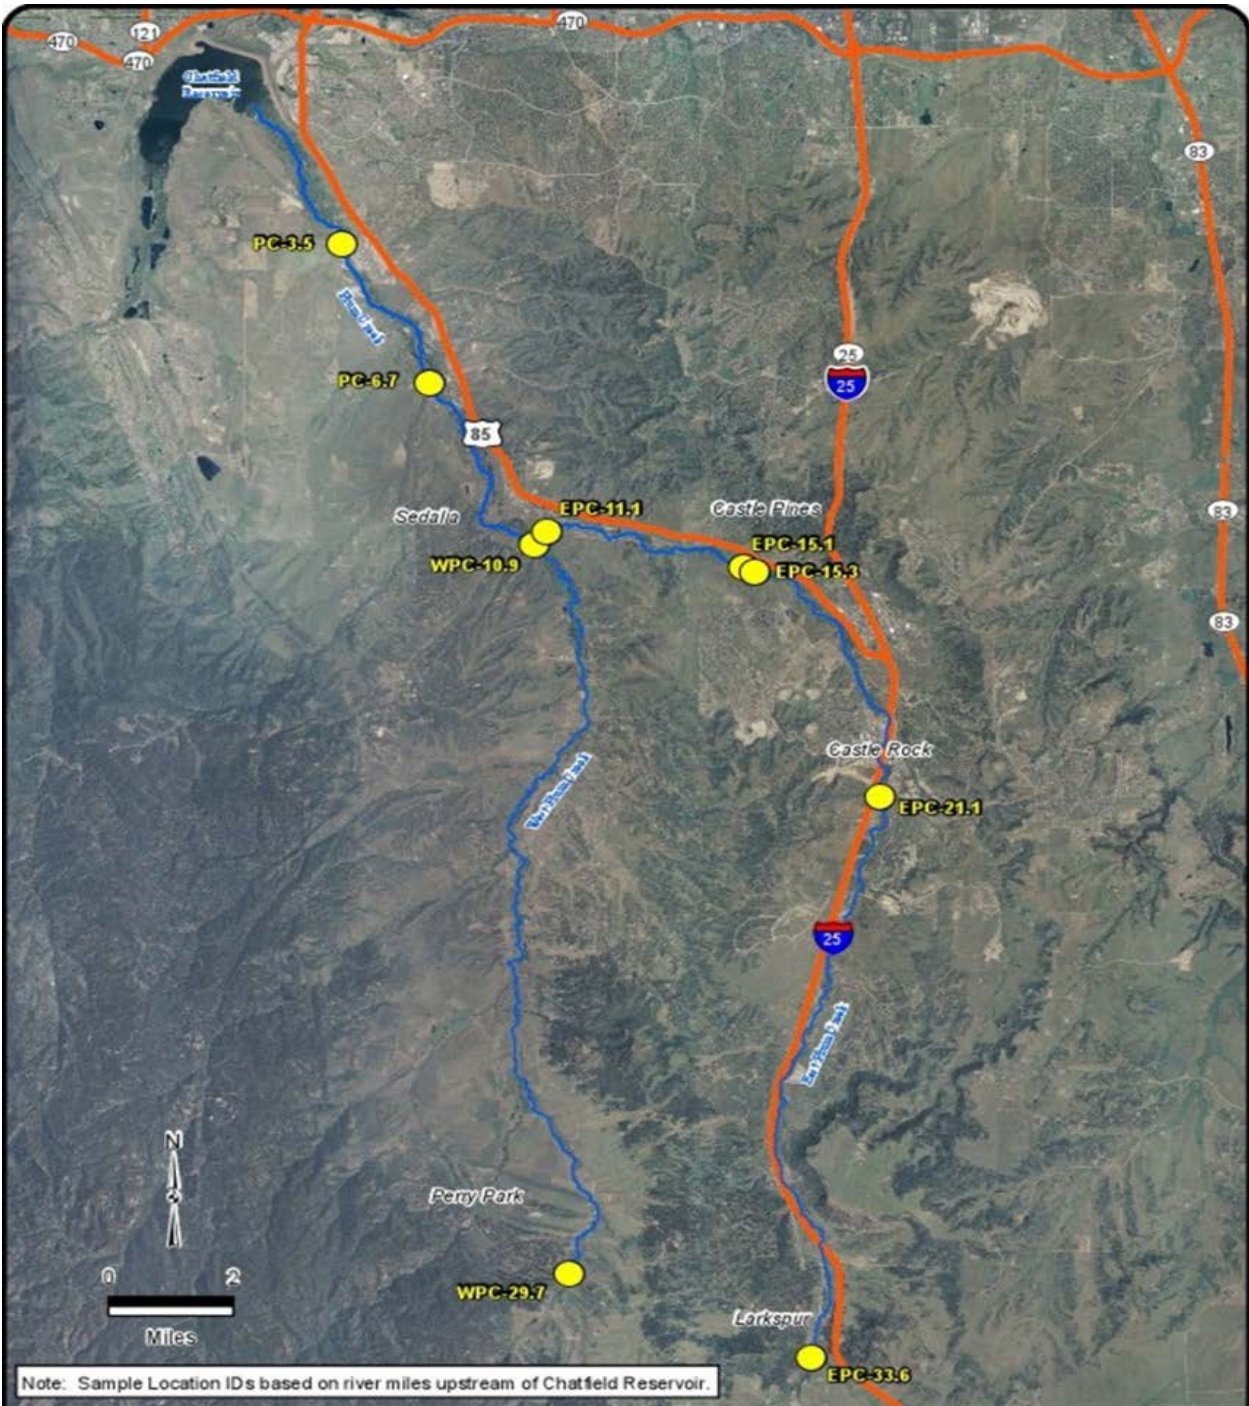 470
121
470
470
Chatfield
Reservoir
83
PC-3.5
Plum Creek
25
25
PC-6.7
85
Sedalia
EPC-11.1
Castle Pines
83
WPC-10.9
EPC-15.1
EPC-15.3
83
Castle Rock
West Plum Creek
EPC-21.1
25
East Plum Creek
N
Perry Park
0 2
Miles
WPC-29.7
Larkspur
EPC-33.6
Note: Sample Location IDs based on river miles upstream of Chatfield Reservoir.